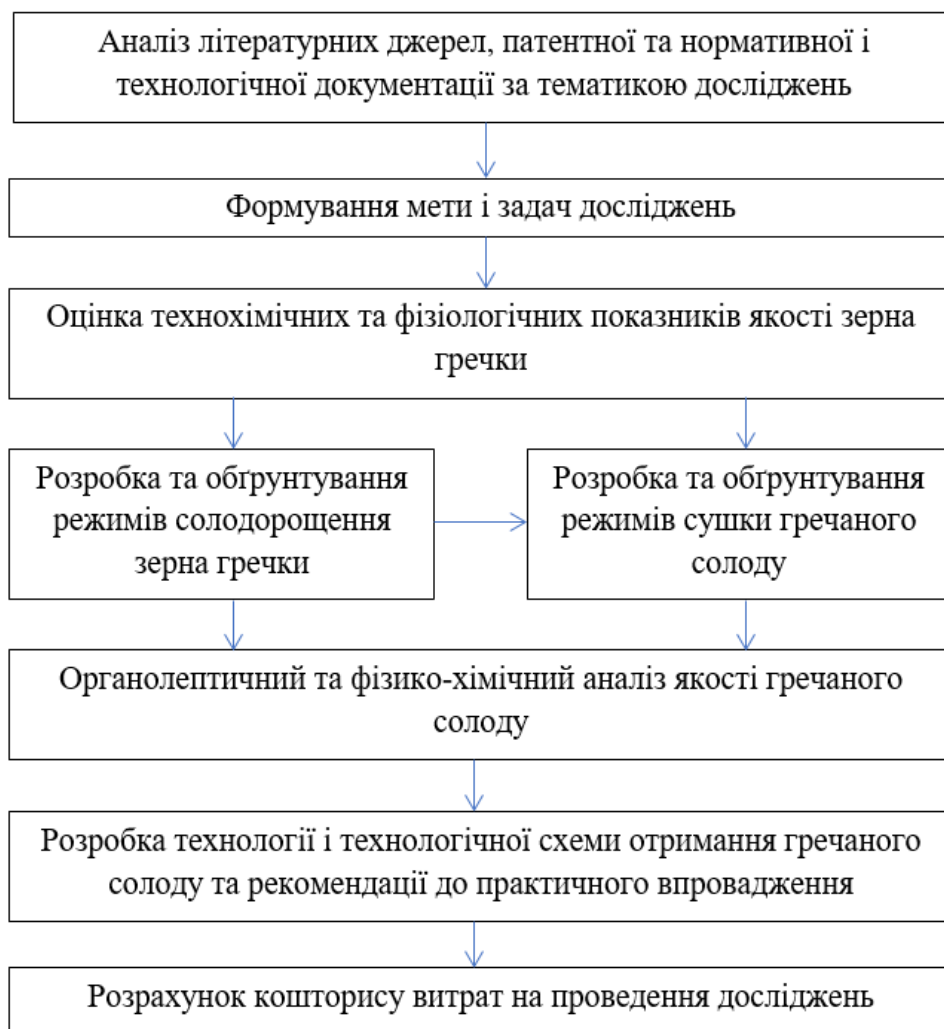 Аналіз літературних джерел, патентної та нормативної і
технологічної документації за тематикою досліджень
Формування мети і задач досліджень
Оцінка технохімічних та фізіологічних показників якості зерна
гречки
Розробка та обґрунтування
режимів солодорощення
зерна гречки
Розробка та обґрунтування
режимів сушки гречаного
солоду
Органолептичний та фізико-хімічний аналіз якості гречаного
солоду
Розробка технології і технологічної схеми отримання гречаного
солоду та рекомендації до практичного впровадження
Розрахунок кошторису витрат на проведення досліджень